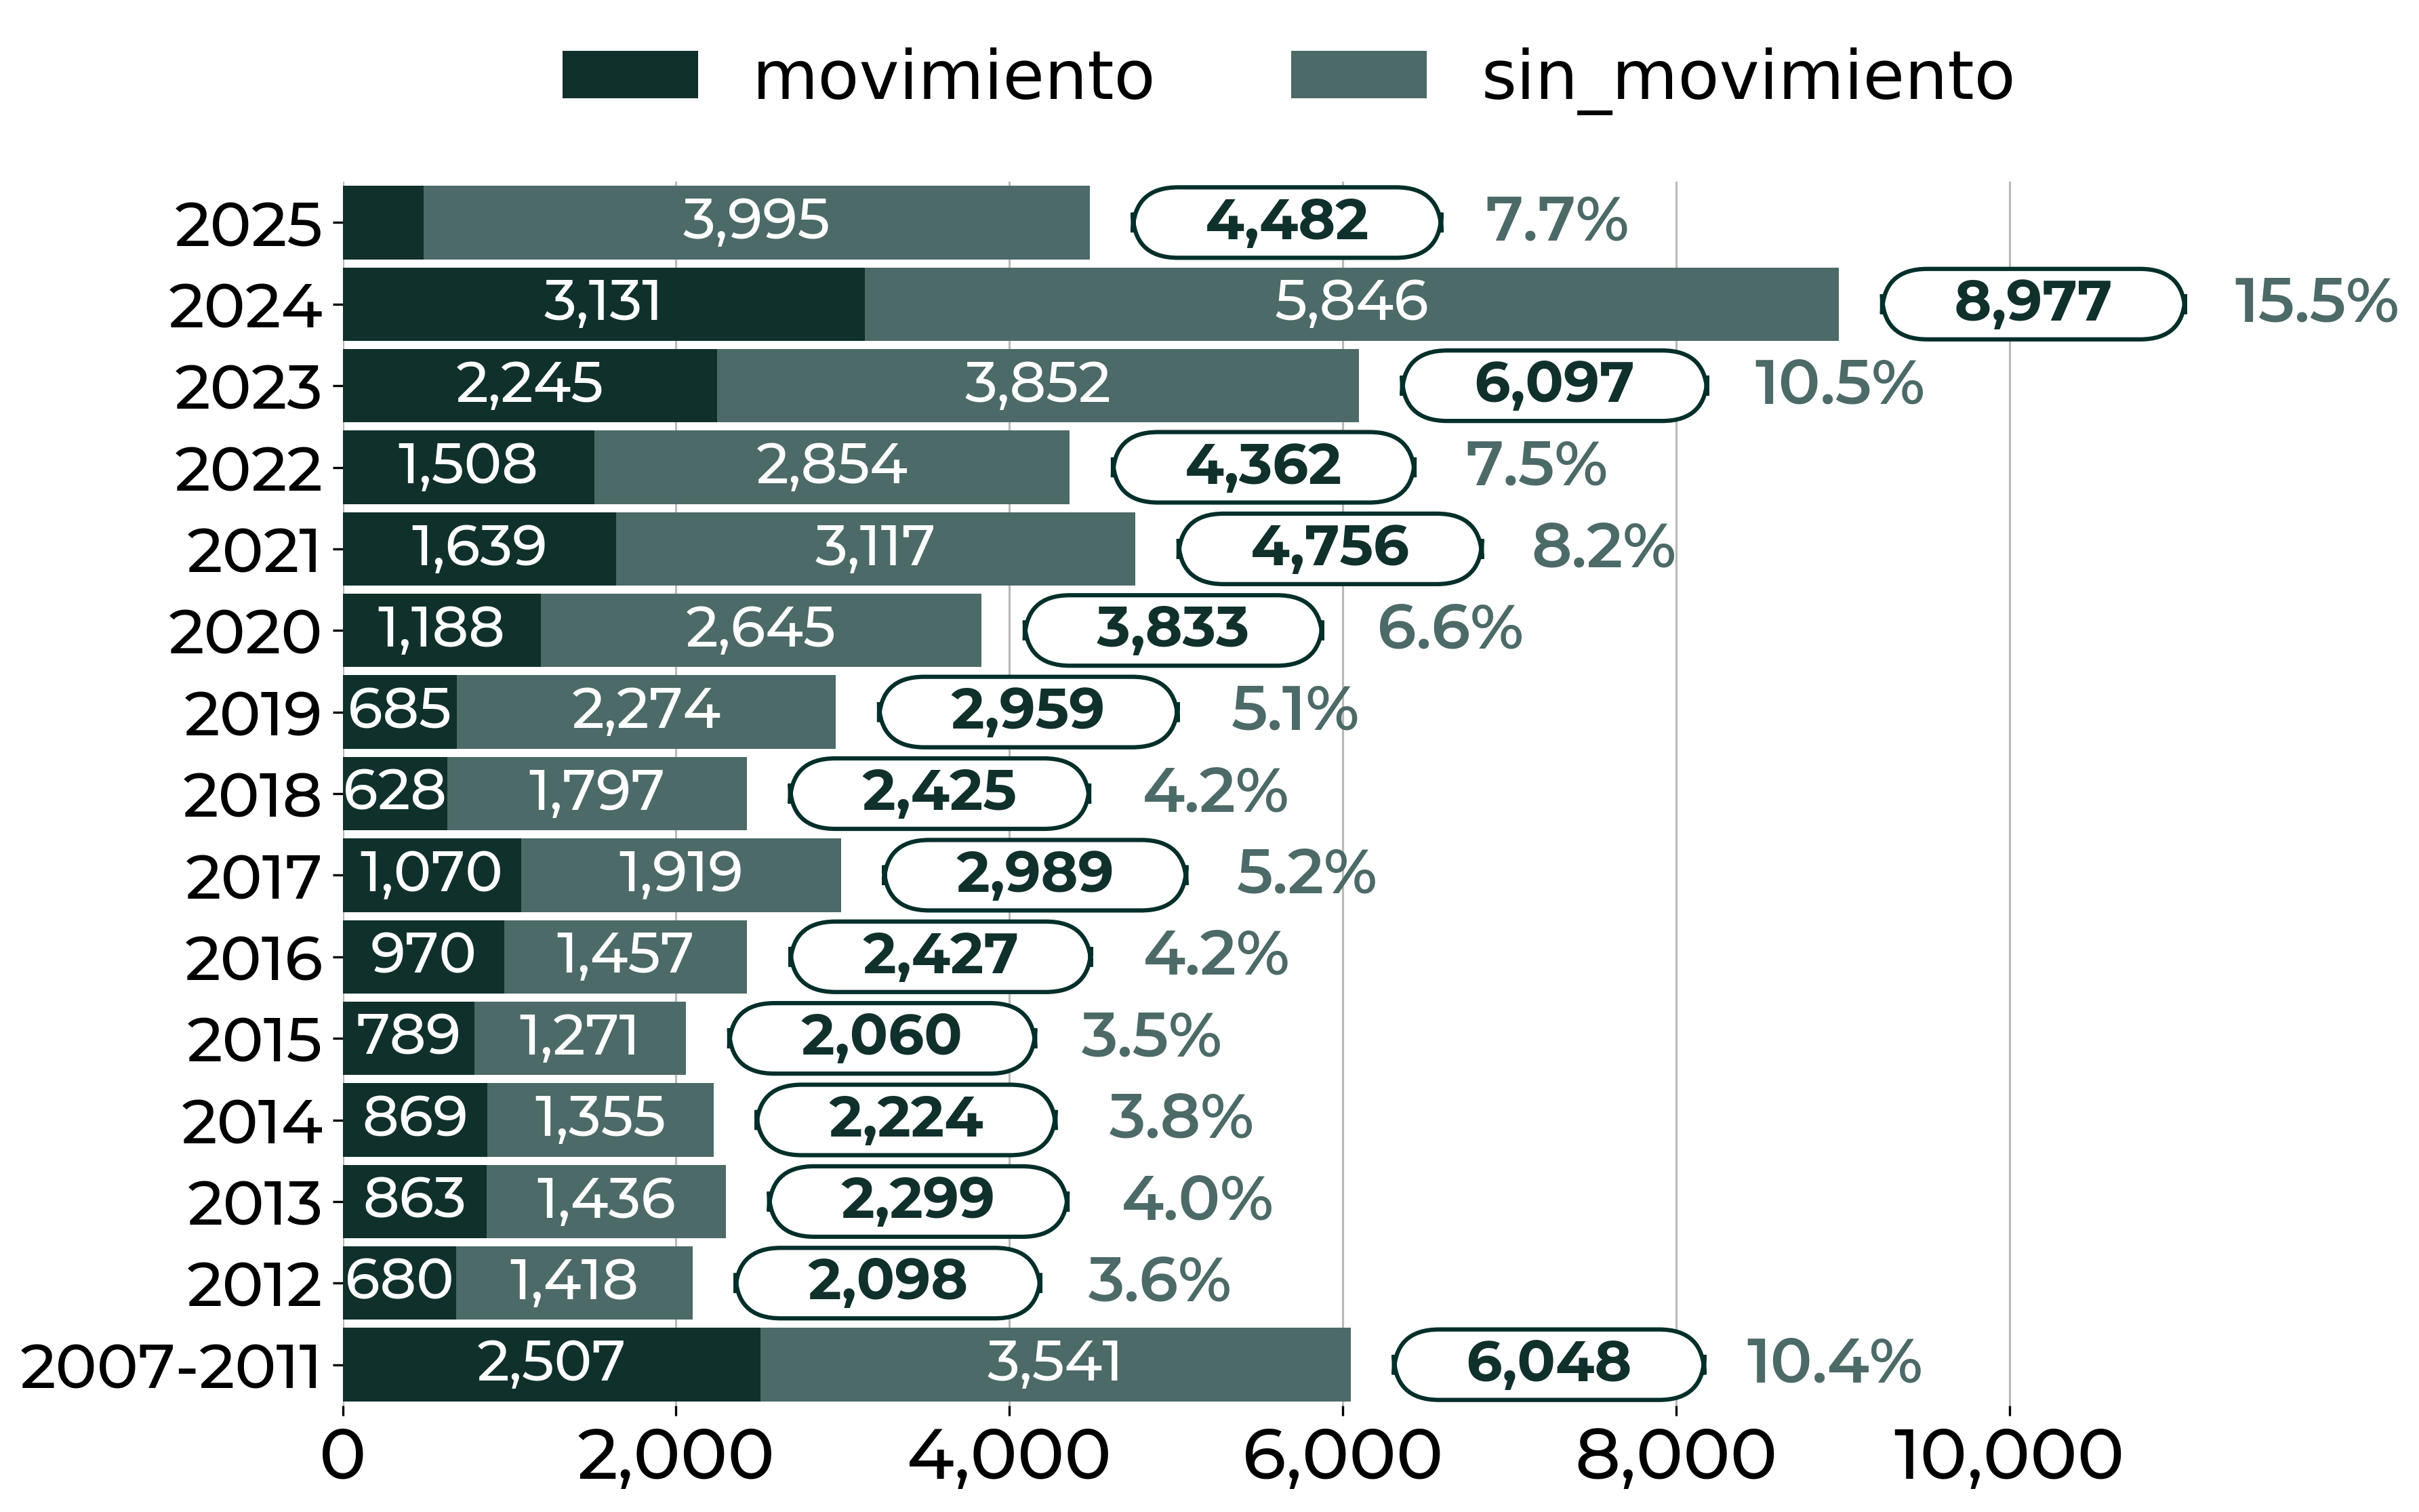 movimiento sin_movimiento
2025 3,995 4,482 7.7%
2024 3,131 5,846 8,977 15.5%
2023 2,245 3,852 6,097 10.5%
2022 1,508 2,854 4,362 7.5%
2021 1,639 3,117 4,756 8.2%
2020 1,188 2,645 3,833 6.6%
2019 685 2,274 2,959 5.1%
2018 628 1,797 2,425 4.2%
2017 1,070 1,919 2,989 5.2%
2016 970 1,457 2,427 4.2%
2015 789 1,271 2,060 3.5%
2014 869 1,355 2,224 3.8%
2013 863 1,436 2,299 4.0%
2012 680 1,418 2,098 3.6%
2007-2011 2,507 3,541 6,048 10.4%
0 2,000 4,000 6,000 8,000 10,000